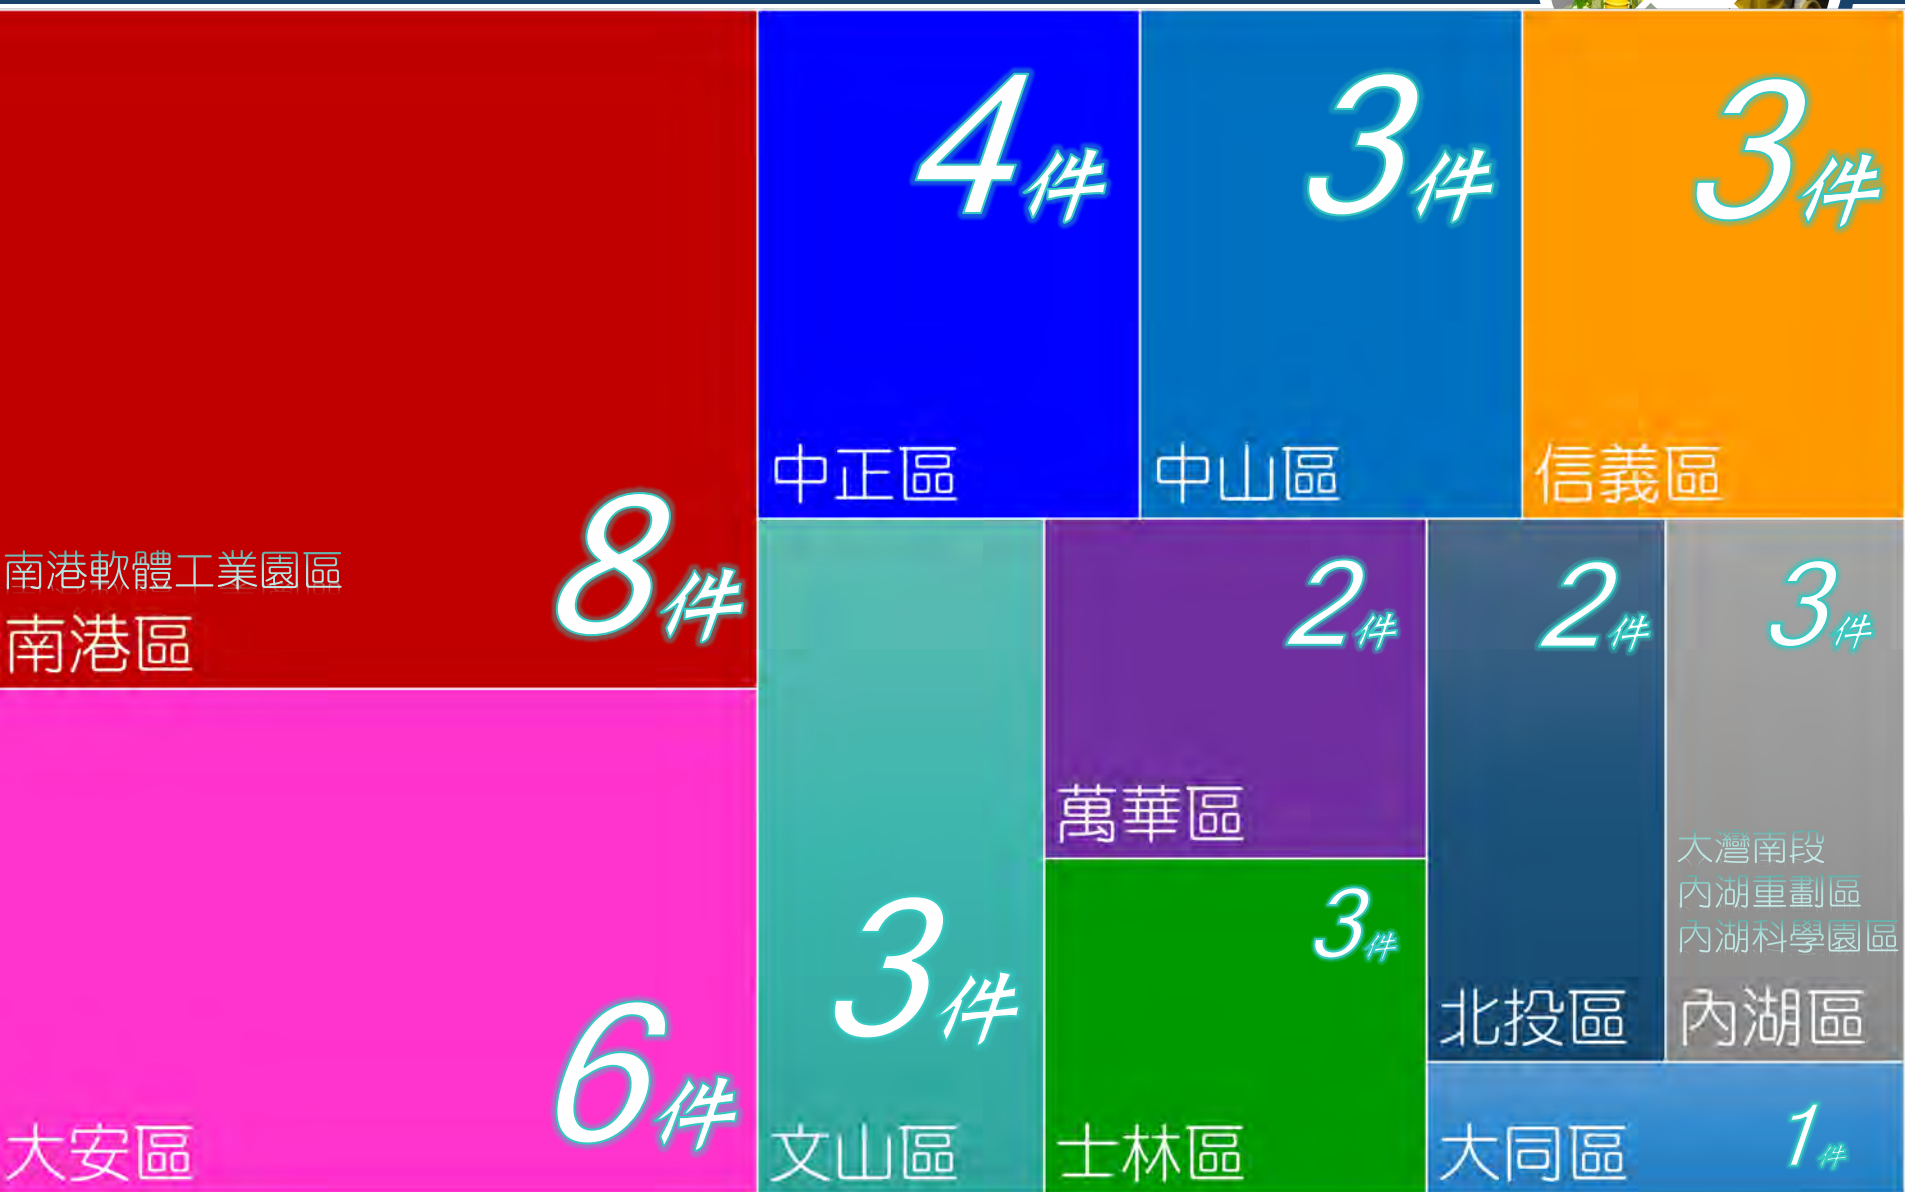 南港軟體工業園區
南港區
8件
大安區
6件
4件
中正區
3件
中山區
3件
信義區
3件
文山區
2件
萬華區
3件
士林區
2件
北投區
3件
大灣南段
內湖重劃區
內湖科學園區
內湖區
大同區
1件